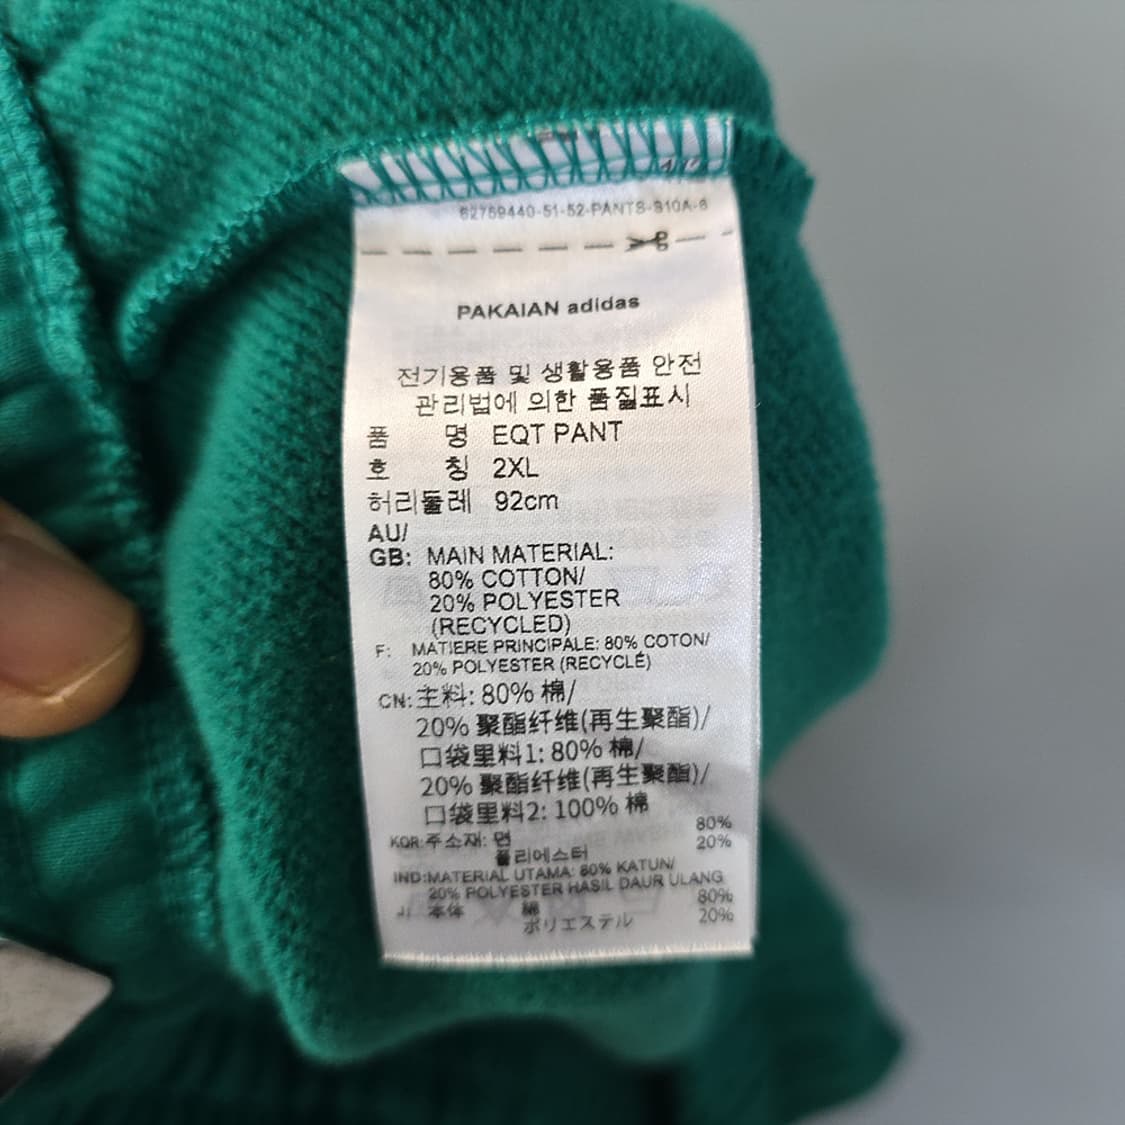 62759440-51-52-PANTS-910A-6
PAKAIAN adidas
전기용품 및 생활용품 안전
관리법에 의한 품질표시
품 명 EQT PANT
호 칭 2XL
허리둘레 92cm
AU/
GB: MAIN MATERIAL:
80% COTTON/
20% POLYESTER
(RECYCLED)
F: MATIERE PRINCIPALE: 80% COTON/
20% POLYESTER (RECYCLÉ)
CN: 主料: 80% 棉/
20% 聚酯纤维(再生聚酯)/
口袋里料1: 80% 棉/
20% 聚酯纤维(再生聚酯)/
口袋里料2: 100% 棉
KOR: 주소재: 면 80%
폴리에스터 20%
IND:MATERIAL UTAMA: 80% KATUN/
20% POLYESTER HASIL DAUR ULANG
J: 本体 綿 80%
ポリエステル 20%